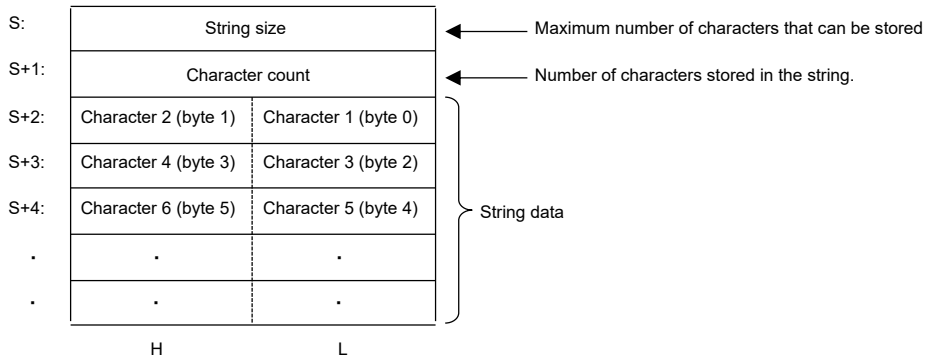 S: String size Maximum number of characters that can be stored
S+1: Character count Number of characters stored in the string.
S+2: Character 2 (byte 1) Character 1 (byte 0)
S+3: Character 4 (byte 3) Character 3 (byte 2)
S+4: Character 6 (byte 5) Character 5 (byte 4)
String data
. . .
. . .
H L